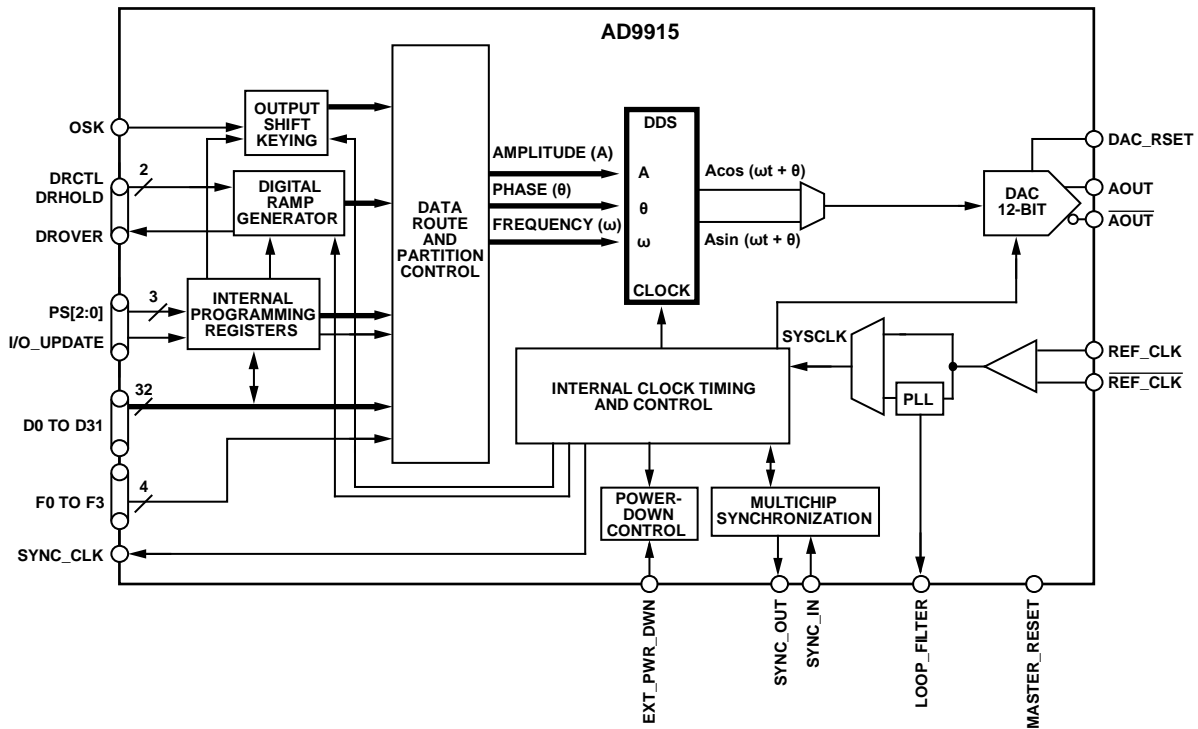 AD9915
OSK
OUTPUT
SHIFT
KEYING
DRCTL
DRHOLD
DROVER
2
DIGITAL
RAMP
GENERATOR
PS[2:0]
I/O_UPDATE
3
INTERNAL
PROGRAMMING
REGISTERS
D0 TO D31
32
F0 TO F3
4
SYNC_CLK
DATA
ROUTE
AND
PARTITION
CONTROL
AMPLITUDE (A)
PHASE (θ)
FREQUENCY (ω)
DDS
A
θ
ω
CLOCK
Acos (ωt + θ)
Asin (ωt + θ)
DAC
12-BIT
DAC_RSET
AOUT
AOUT
SYSCLK
PLL
REF_CLK
REF_CLK
INTERNAL CLOCK TIMING
AND CONTROL
POWER-
DOWN
CONTROL
MULTICHIP
SYNCHRONIZATION
EXT_PWR_DWN
SYNC_OUT
SYNC_IN
LOOP_FILTER
MASTER_RESET